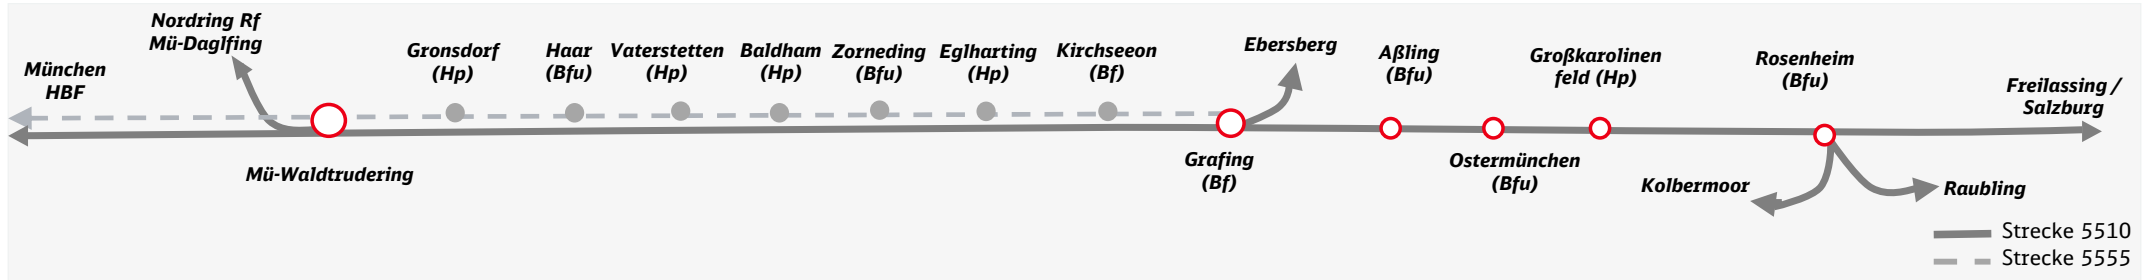 Nordring Rf
Mü-Daglfing
München
HBF
Gronsdorf
(Hp)
Haar
(Bfu)
Vaterstetten
(Hp)
Baldham
(Hp)
Zorneding
(Bfu)
Eglharting
(Hp)
Kirchseeon
(Bf)
Ebersberg
Aßling
(Bfu)
Großkarolinen
feld (Hp)
Rosenheim
(Bfu)
Freilassing /
Salzburg
Mü-Waldtrudering
Grafing
(Bf)
Ostermünchen
(Bfu)
Kolbermoor
Raubling
Strecke 5510
Strecke 5555